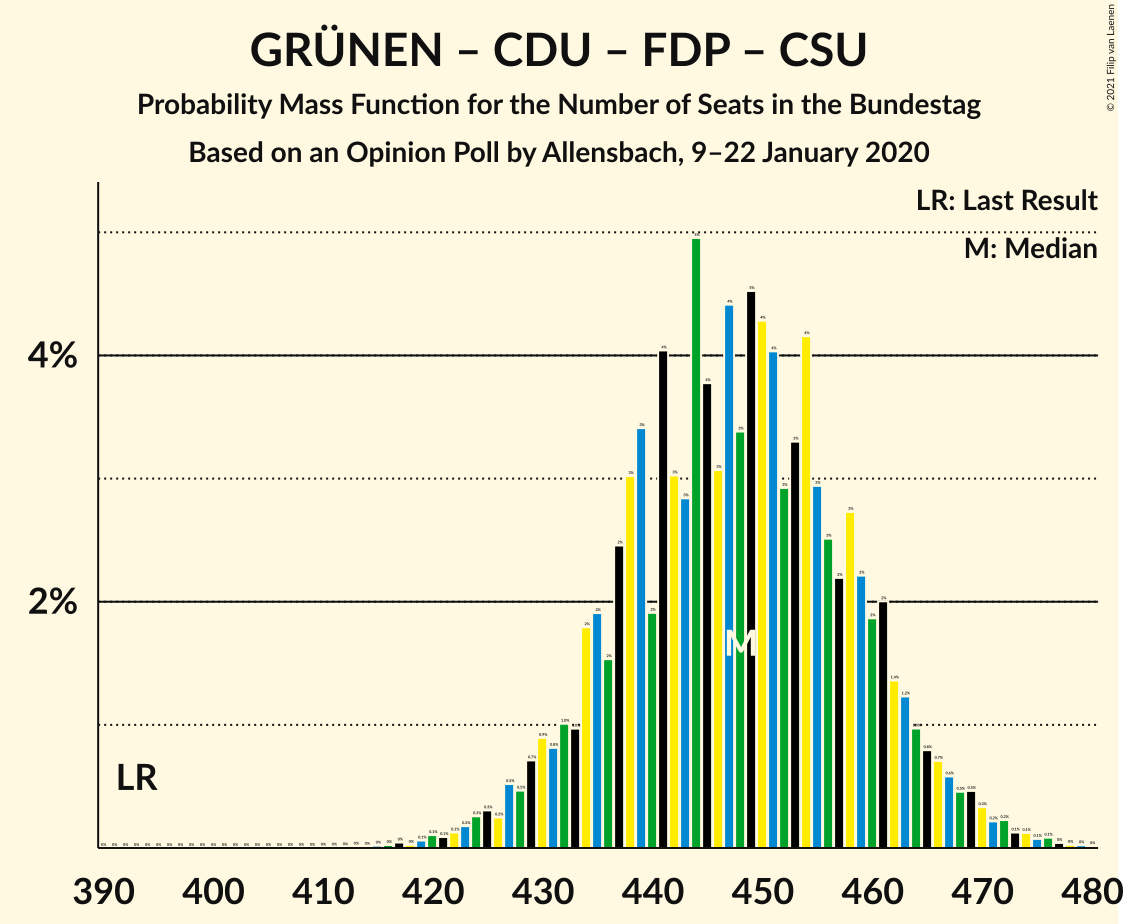 GRÜNEN – CDU – FDP – CSU
Probability Mass Function for the Number of Seats in the Bundestag
Based on an Opinion Poll by Allensbach, 9–22 January 2020
© 2021 Filip van Laenen
LR: Last Result
M: Median
4%
2%
LR
M
390 400 410 420 430 440 450 460 470 480